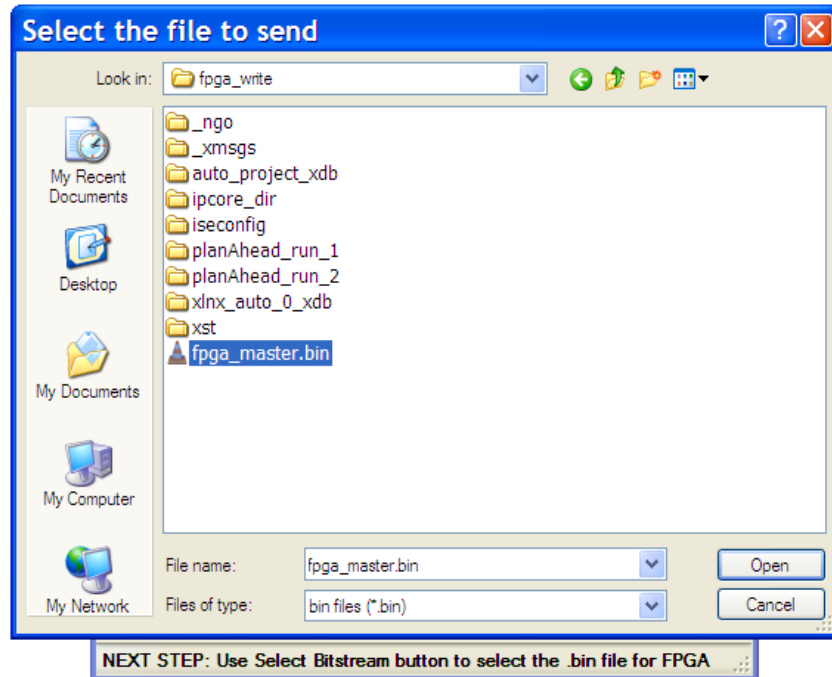 Select the file to send
?
Look in:
fpga_write
My Recent
Documents
Desktop
My Documents
My Computer
My Network
_ngo
_xmsgs
auto_project_xdb
ipcore_dir
iseconfig
planAhead_run_1
planAhead_run_2
xlnx_auto_0_xdb
xst
fpga_master.bin
File name:
fpga_master.bin
Open
Files of type:
bin files (*.bin)
Cancel
NEXT STEP: Use Select Bitstream button to select the .bin file for FPGA